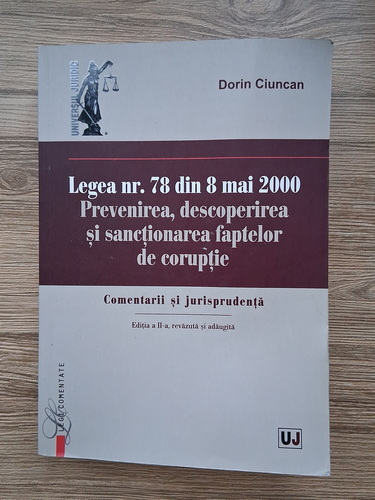 UNIVERSUL JURIDIC
Dorin Ciuncan
Legea nr. 78 din 8 mai 2000
Prevenirea, descoperirea
și sancționarea faptelor
de corupție
Comentarii și jurisprudență
Ediția a II-a, revăzută și adăugită
LEGI COMENTATE
UJ